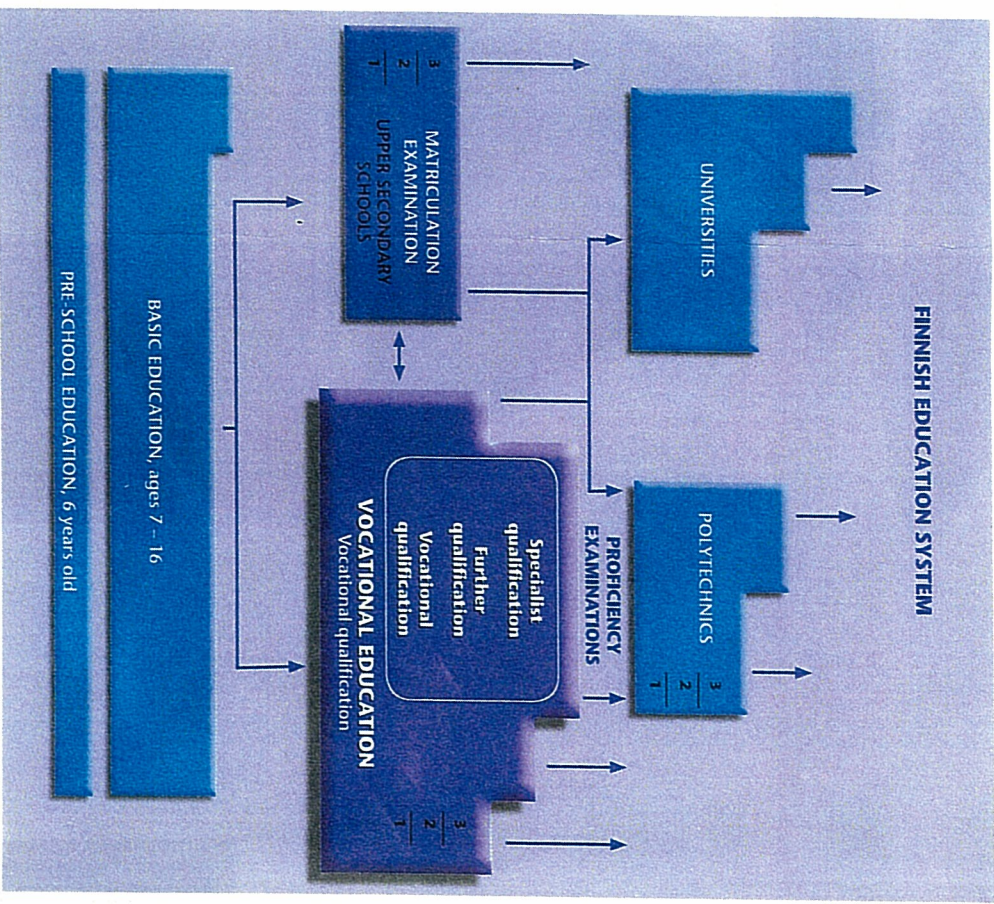 FINNISH EDUCATION SYSTEM
UNIVERSITIES
POLYTECHNICS
3
2
1
PROFICIENCY
EXAMINATIONS
3
2
1
MATRICULATION
EXAMINATION
UPPER SECONDARY
SCHOOLS
Specialist
qualification
Further
qualification
Vocational
qualification
VOCATIONAL EDUCATION
Vocational qualification
3
2
1
BASIC EDUCATION, ages 7 – 16
PRE-SCHOOL EDUCATION, 6 years old